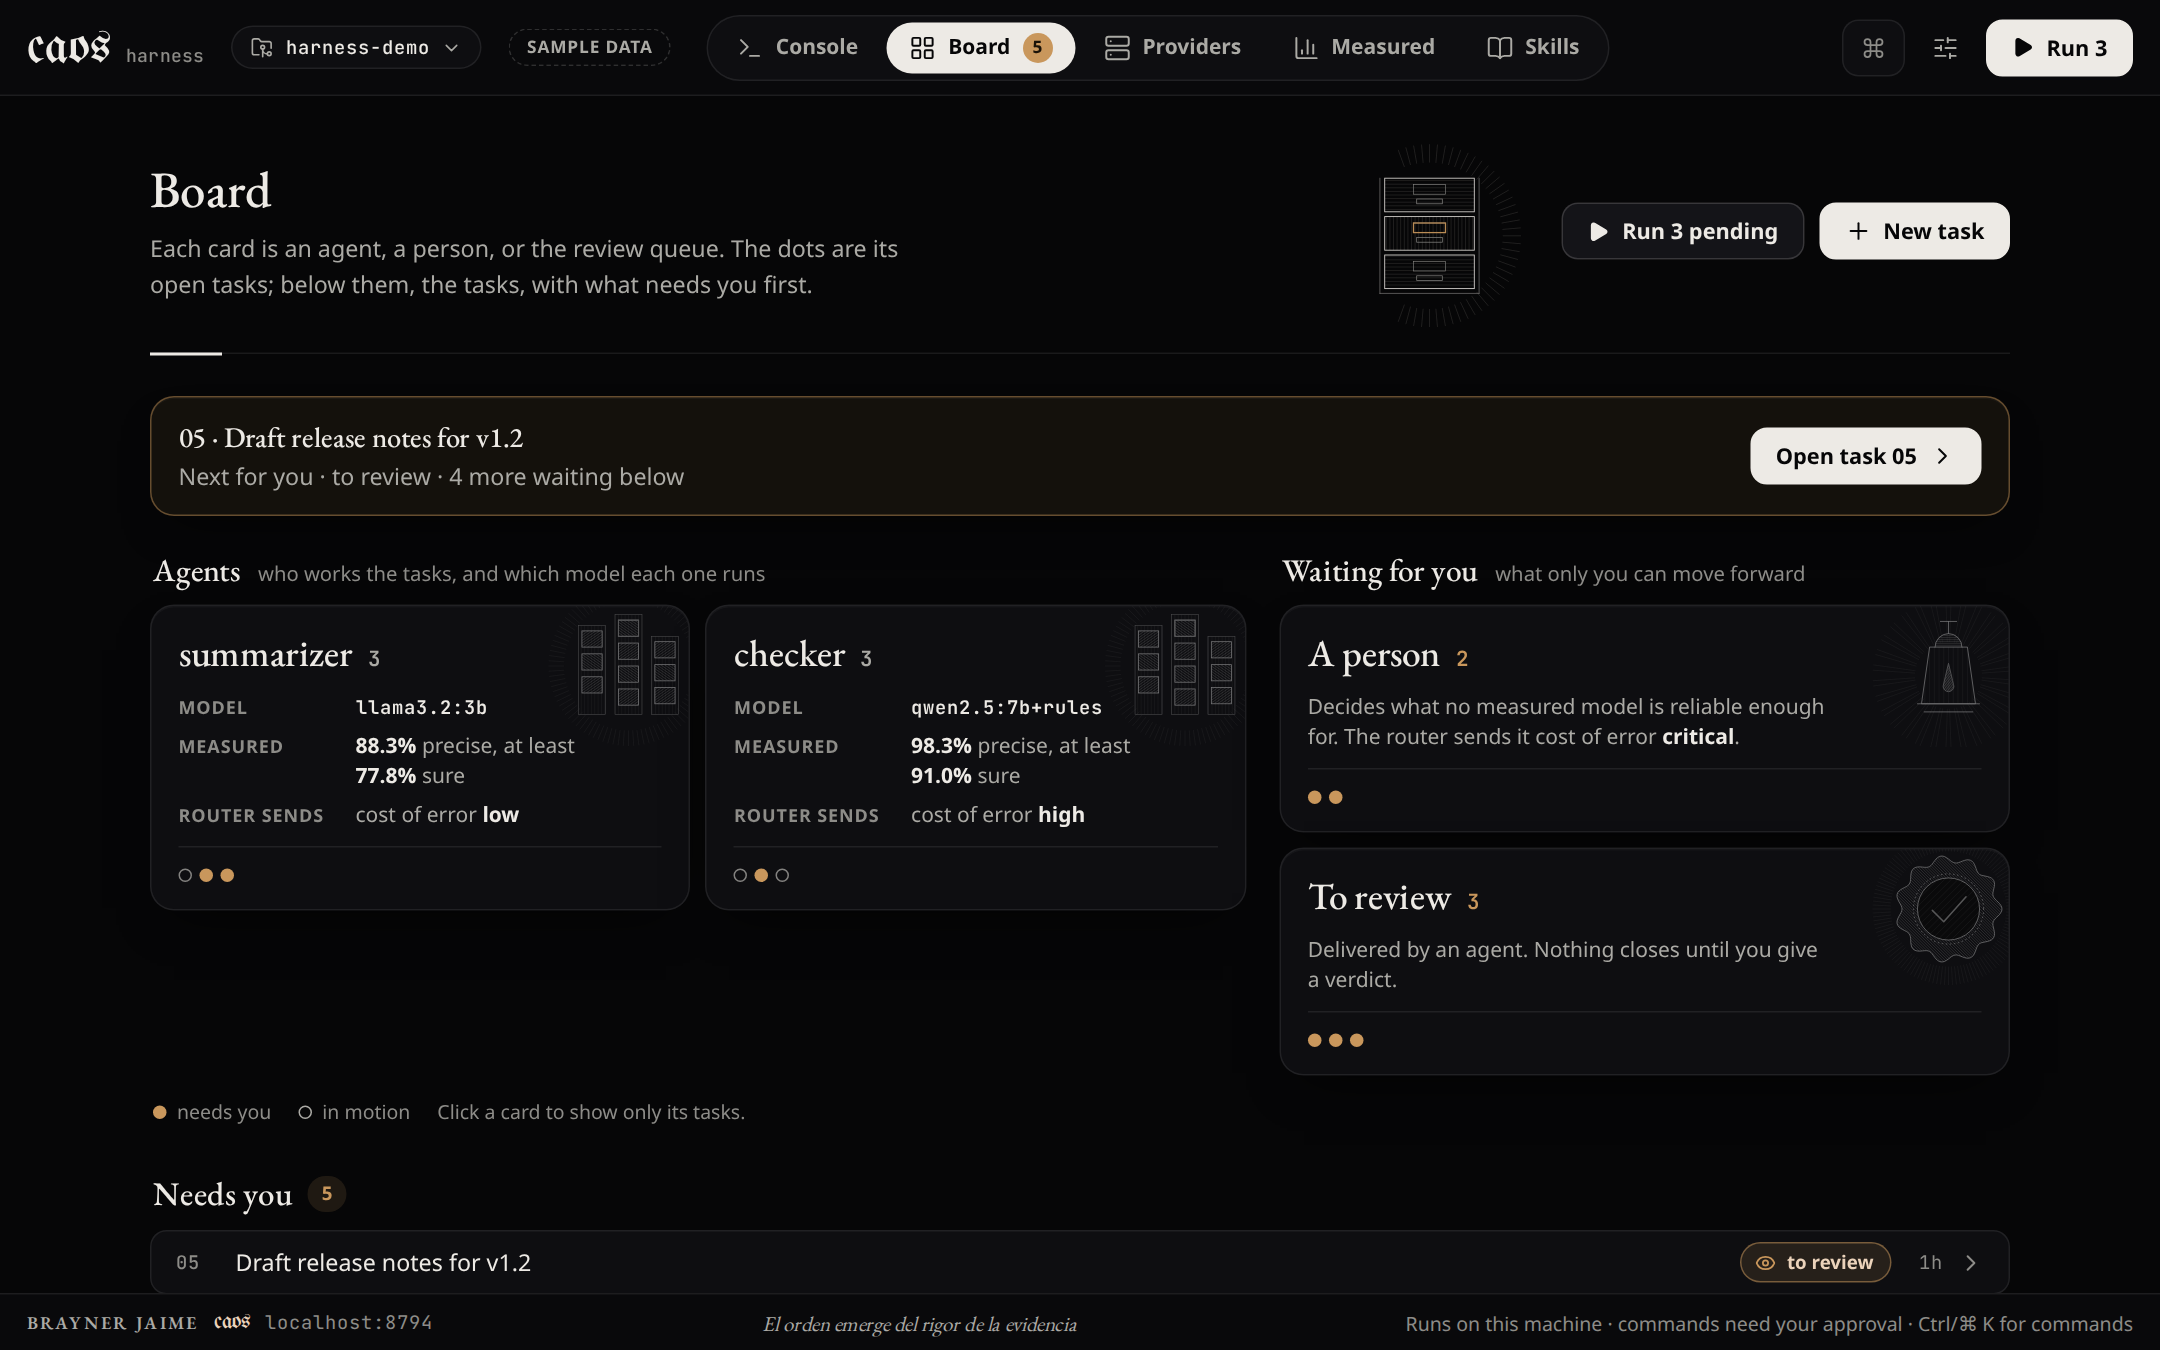 caos harness
harness-demo
SAMPLE DATA
Console
Board 5
Providers
Measured
Skills
⌘
Run 3
Board
Each card is an agent, a person, or the review queue. The dots are its
open tasks; below them, the tasks, with what needs you first.
Run 3 pending
New task
05 · Draft release notes for v1.2
Next for you · to review · 4 more waiting below
Open task 05
Agents who works the tasks, and which model each one runs
summarizer 3
MODEL llama3.2:3b
MEASURED 88.3% precise, at least
77.8% sure
ROUTER SENDS cost of error low
checker 3
MODEL qwen2.5:7b+rules
MEASURED 98.3% precise, at least
91.0% sure
ROUTER SENDS cost of error high
Waiting for you what only you can move forward
A person 2
Decides what no measured model is reliable enough
for. The router sends it cost of error critical.
To review 3
Delivered by an agent. Nothing closes until you give
a verdict.
needs you in motion Click a card to show only its tasks.
Needs you 5
05 Draft release notes for v1.2 to review 1h
BRAYNER JAIME caos localhost:8794
El orden emerge del rigor de la evidencia
Runs on this machine · commands need your approval · Ctrl/⌘ K for commands